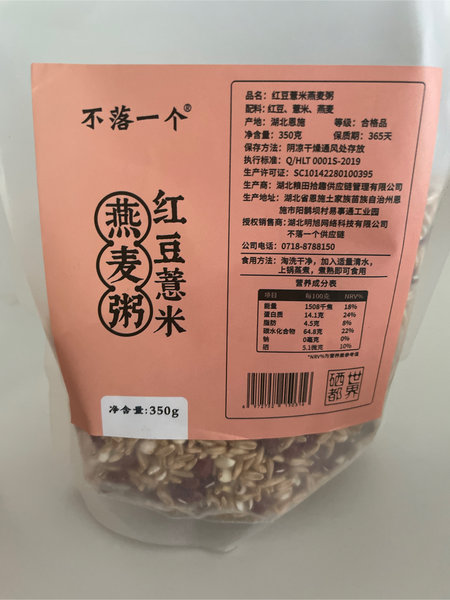 不落一个®
红豆薏米
燕麦粥
净含量:350g
品名: 红豆薏米燕麦粥
配料: 红豆、薏米、燕麦
产地: 湖北恩施 等级: 合格品
净含量: 350克 保质期: 365天
保存方法: 阴凉干燥通风处存放
执行标准: Q/HLT 0001S-2019
生产许可证: SC10142280100395
生产商: 湖北粮田拾趣供应链管理有限公司
生产地址: 湖北省恩施土家族苗族自治州恩
施市阳鹊坝村易事通工业园
授权销售商: 湖北明旭网络科技有限公司
不落一个供应链
公司电话: 0718-8788150
食用方法: 淘洗干净，加入适量清水，
上锅蒸煮，煮熟即可食用
营养成分表
项目 每100克 NRV%
能量 1508千焦 18%
蛋白质 14.1克 24%
脂肪 4.5克 8%
碳水化合物 64.8克 22%
钠 0毫克 0%
硒 5.1微克 10%
*NRV%为营养素参考值
世界
硒都